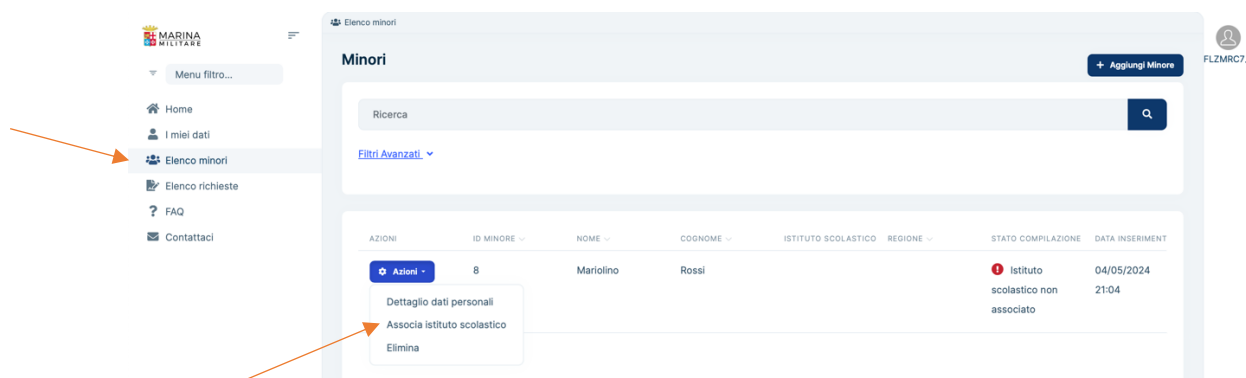 MARINA
MILITARE
Menu filtro...
Home
I miei dati
Elenco minori
Elenco richieste
FAQ
Contattaci
Elenco minori
Minori
+ Aggiungi Minore
FLZMRC7
Ricerca
Filtri Avanzati
AZIONI ID MINORE NOME COGNOME ISTITUTO SCOLASTICO REGIONE STATO COMPILAZIONE DATA INSERIMENT
Azioni 8 Mariolino Rossi Istituto 04/05/2024
scolastico non 21:04
associato
Dettaglio dati personali
Associa istituto scolastico
Elimina